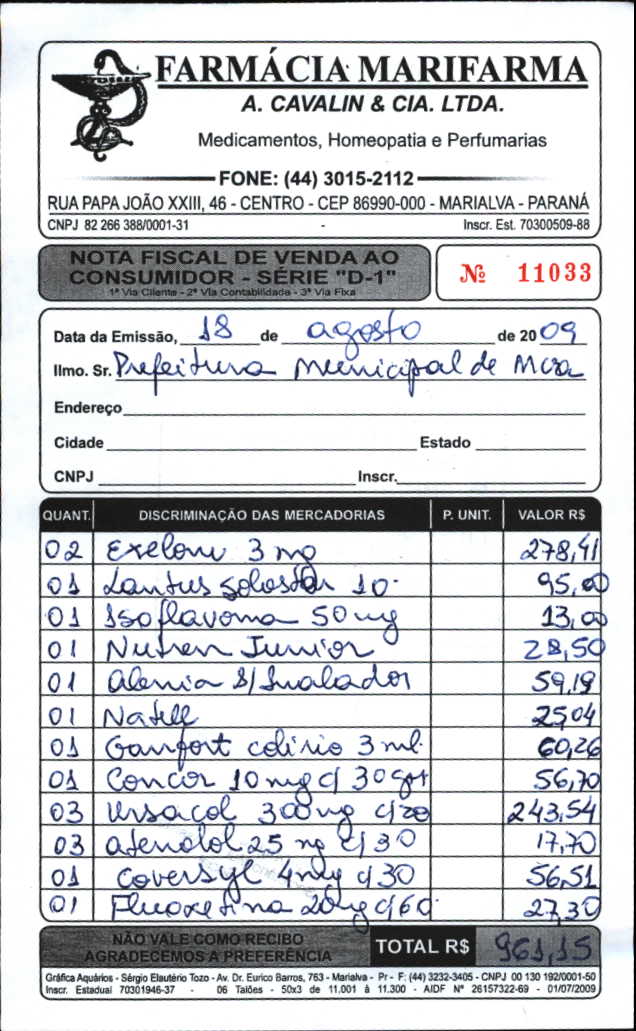 FARMÁCIA MARIFARMA
A. CAVALIN & CIA. LTDA.
Medicamentos, Homeopatia e Perfumarias
FONE: (44) 3015-2112
RUA PAPA JOÃO XXIII, 46 - CENTRO - CEP 86990-000 - MARIALVA - PARANÁ
CNPJ 82 266 388/0001-31 - Inscr. Est. 70300509-88
NOTA FISCAL DE VENDA AO
CONSUMIDOR - SÉRIE "D-1"
1ª Via Cliente - 2ª Via Contabilidade - 3ª Via Fixa
Nº 11033
Data da Emissão, 18 de agosto de 2009
Ilmo. Sr. Prefeitura Municipal de
Endereço
Cidade Estado
CNPJ Inscr.
QUANT. DISCRIMINAÇÃO DAS MERCADORIAS P. UNIT. VALOR R$
02 Exelon 3 mg 278,41
01 Lantus solostar 10 95,00
01 Isoflavona 50 mg 13,00
01 Nutren Junior 28,50
01 Alenia S/ Inalador 59,19
01 Natele 25,04
01 Ganfort colírio 3 ml. 60,26
01 Concor 10 mg c/ 30 cpr 56,70
03 Ursacol 300 mg c/20 243,54
03 atenolol 25 mg c/30 17,70
01 Coversyl 4mg c/30 56,51
01 Fluoxetina 20mg c/60 27,30
NÃO VALE COMO RECIBO
AGRADECEMOS A PREFERÊNCIA
TOTAL R$ 961,15
Gráfica Aquários - Sérgio Elautério Tozo - Av. Dr. Eurico Barros, 763 - Marialva - Pr - F: (44) 3232-3405 - CNPJ 00 130 192/0001-50
Inscr. Estadual 70301946-37 - 06 Talões - 50x3 de 11.001 à 11.300 - AIDF Nº 26157322-69 - 01/07/2009